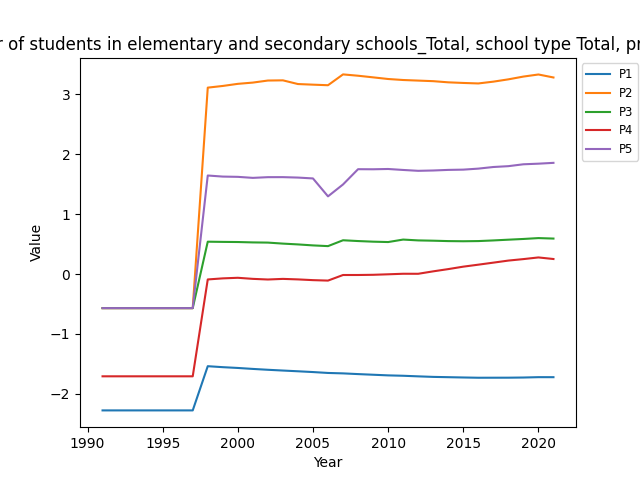 of students in elementary and secondary schools_Total, school type Total,
P1
P2
P3
P4
P5
3
2
1
0
−1
−2
Value
1990 1995 2000 2005 2010 2015 2020
Year